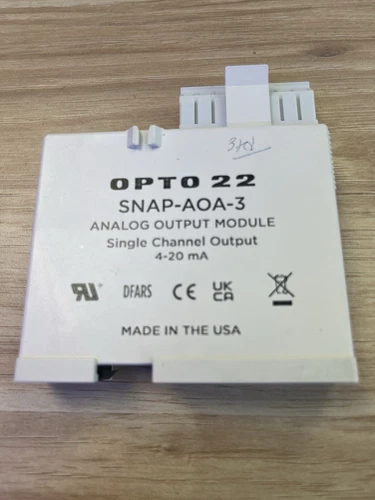 OPTO 22
SNAP-AOA-3
ANALOG OUTPUT MODULE
Single Channel Output
4-20 mA
DFARS
CE
UK
CA
MADE IN THE USA